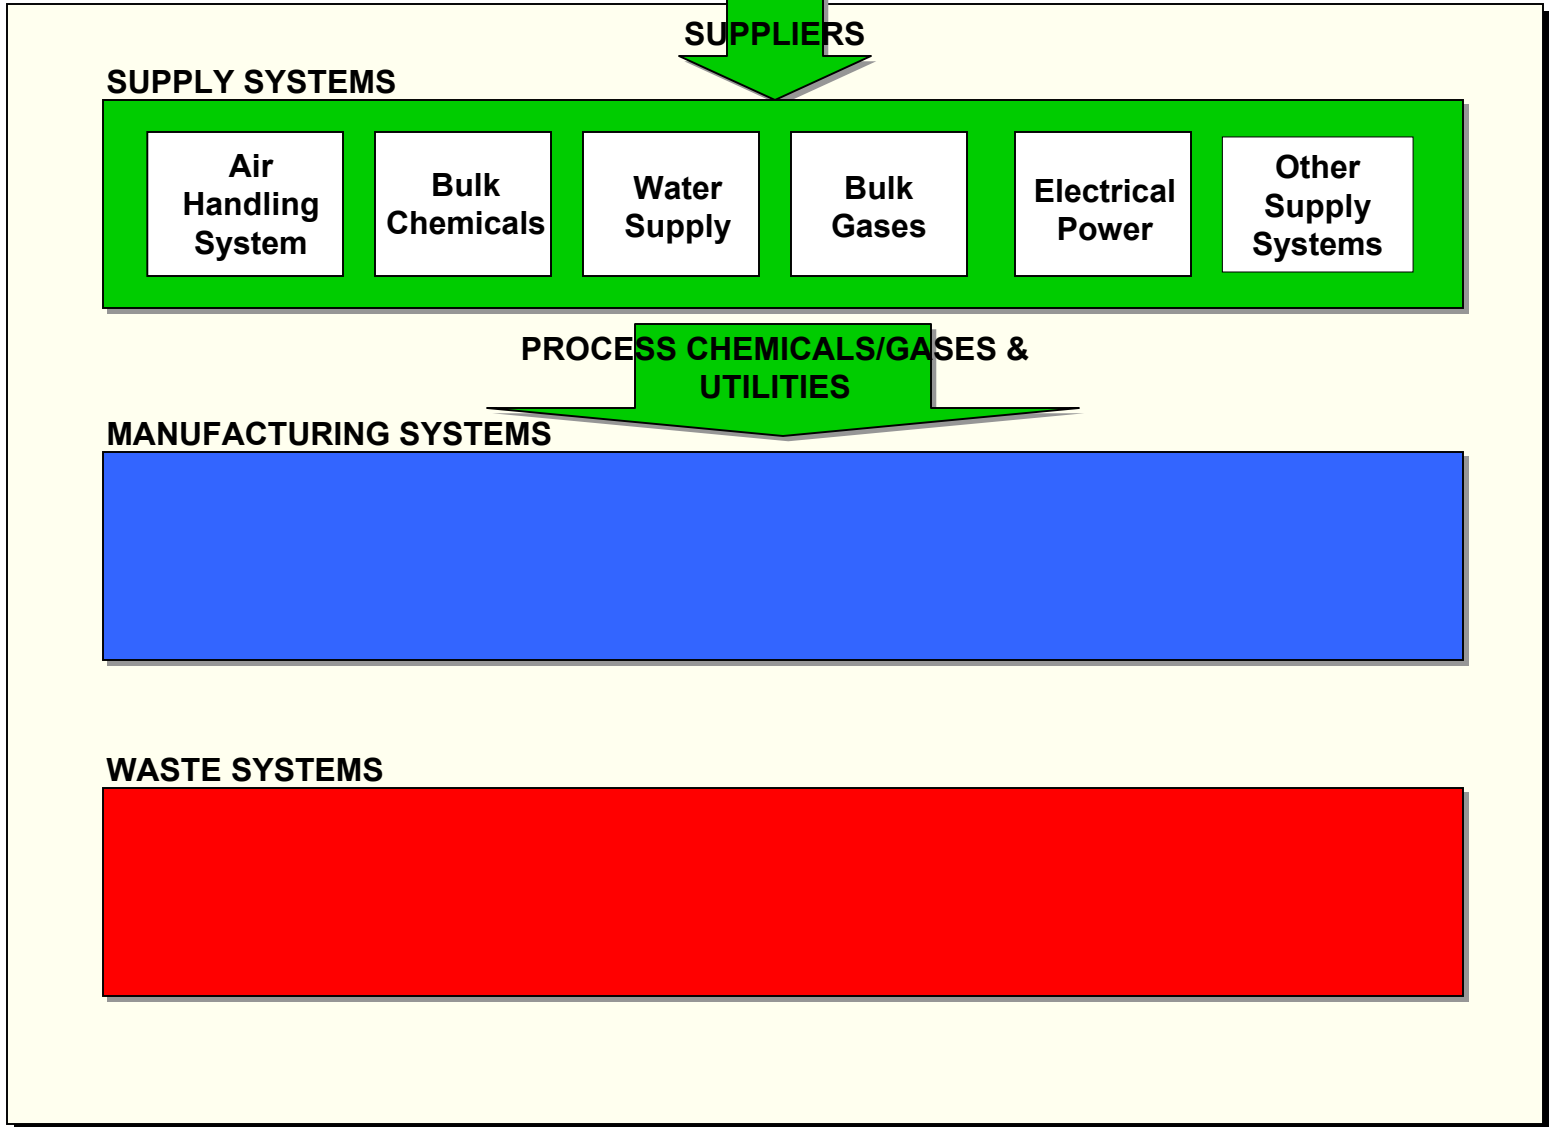 SUPPLIERS
SUPPLY SYSTEMS
Air
Handling
System
Bulk
Chemicals
Water
Supply
Bulk
Gases
Electrical
Power
Other
Supply
Systems
PROCESS CHEMICALS/GASES &
UTILITIES
MANUFACTURING SYSTEMS
WASTE SYSTEMS